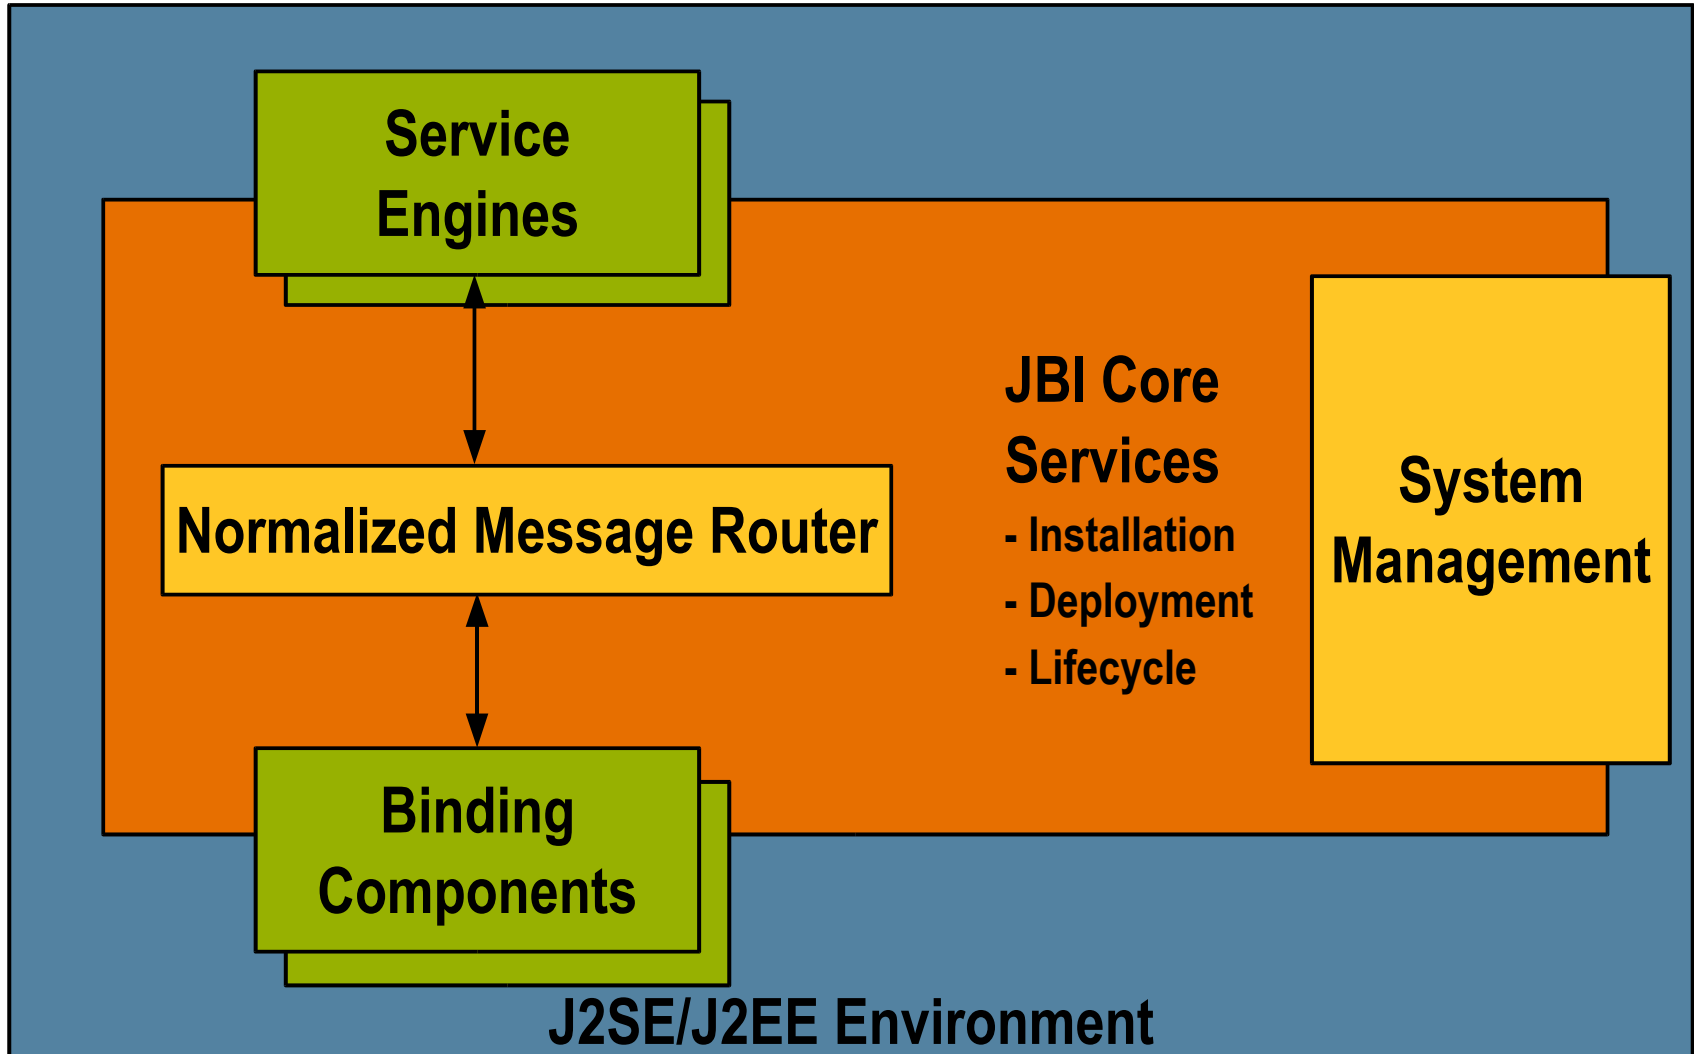 Service
Engines
Normalized Message Router
JBI Core
Services
- Installation
- Deployment
- Lifecycle
System
Management
Binding
Components
J2SE/J2EE Environment